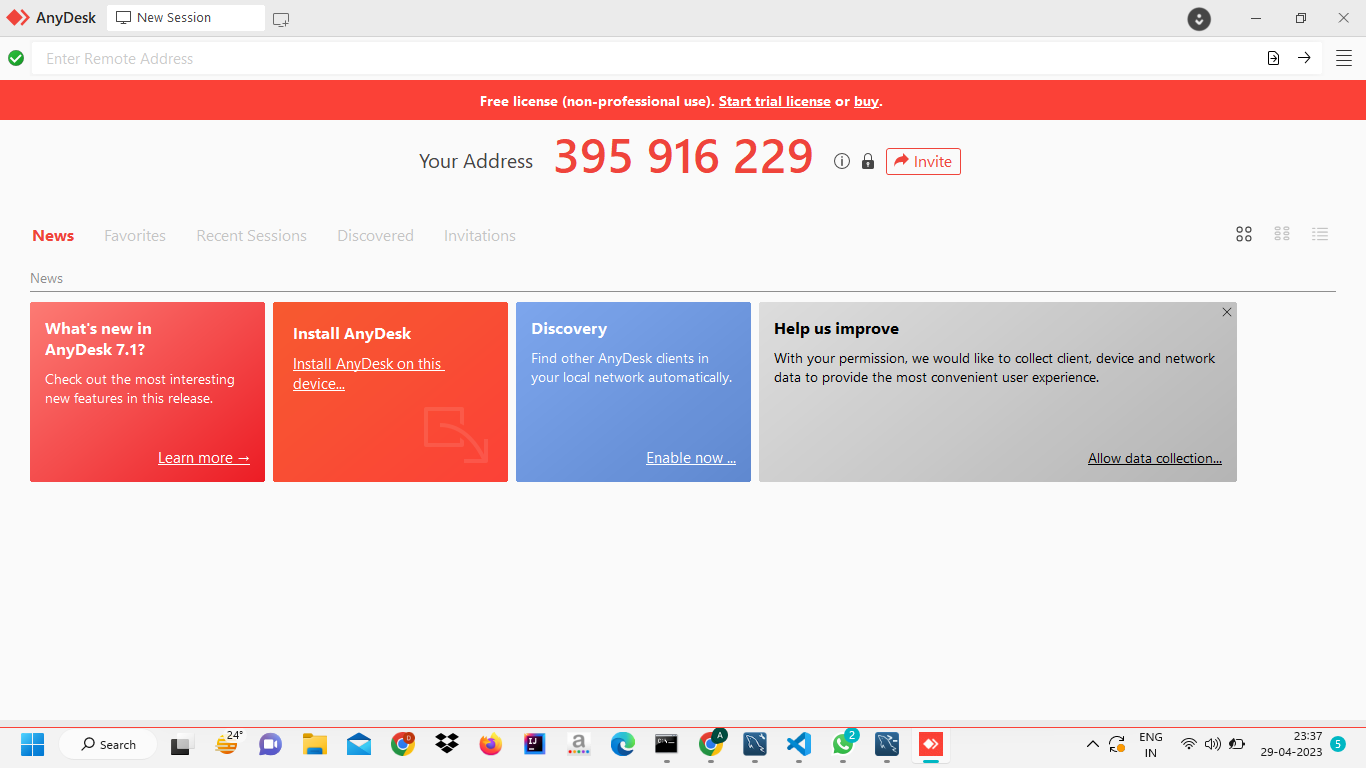 AnyDesk
New Session
Enter Remote Address
Free license (non-professional use). Start trial license or buy.
Your Address 395 916 229 Invite
News Favorites Recent Sessions Discovered Invitations
News
What's new in
AnyDesk 7.1?
Check out the most interesting
new features in this release.
Learn more →
Install AnyDesk
Install AnyDesk on this
device...
Discovery
Find other AnyDesk clients in
your local network automatically.
Enable now ...
Help us improve
With your permission, we would like to collect client, device and network
data to provide the most convenient user experience.
Allow data collection...
Search
24°
D
IJ
a
A
2
ENG
IN
23:37
29-04-2023
5